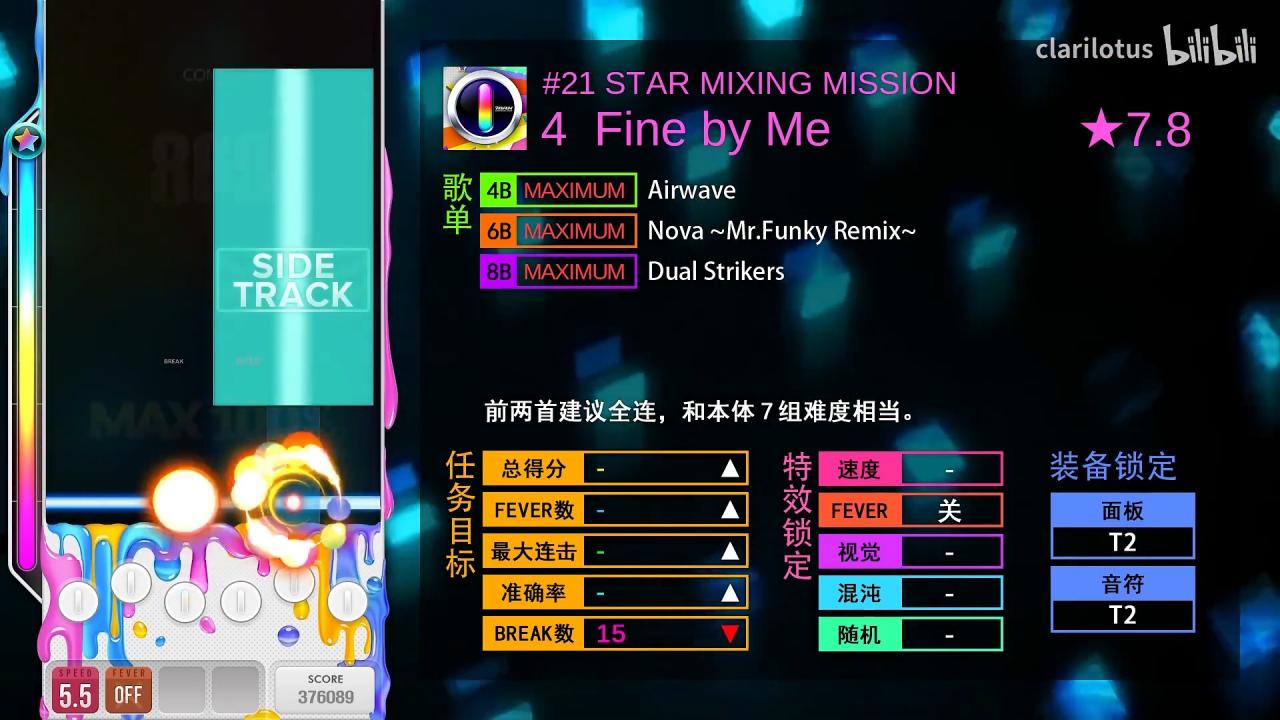 clarilotus bilibili
#21 STAR MIXING MISSION
4 Fine by Me
★7.8
歌单
4B MAXIMUM Airwave
6B MAXIMUM Nova ~Mr.Funky Remix~
8B MAXIMUM Dual Strikers
SIDE
TRACK
BREAK
前两首建议全连，和本体7组难度相当。
任务目标
总得分 - ▲
FEVER数 - ▲
最大连击 - ▲
准确率 - ▲
BREAK数 15 ▼
特效锁定
速度 -
FEVER 关
视觉 -
混沌 -
随机 -
装备锁定
面板
T2
音符
T2
SPEED
5.5
FEVER
OFF
SCORE
376089